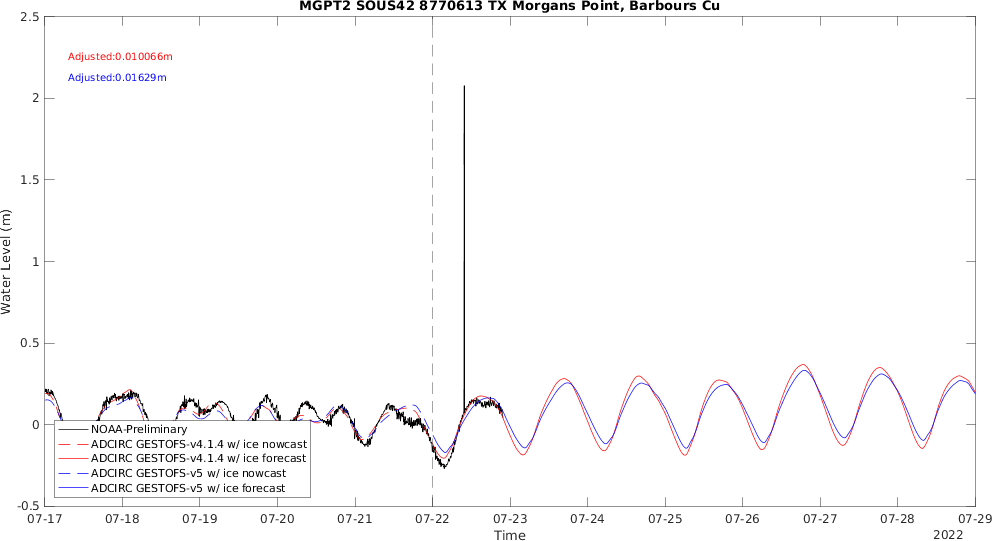 MGPT2 SOUS42 8770613 TX Morgans Point, Barbours Cu
Adjusted:0.010066m
Adjusted:0.01629m
Water Level (m)
2.5
2
1.5
1
0.5
0
-0.5
NOAA-Preliminary
ADCIRC GESTOFS-v4.1.4 w/ ice nowcast
ADCIRC GESTOFS-v4.1.4 w/ ice forecast
ADCIRC GESTOFS-v5 w/ ice nowcast
ADCIRC GESTOFS-v5 w/ ice forecast
07-17 07-18 07-19 07-20 07-21 07-22 07-23 07-24 07-25 07-26 07-27 07-28 07-29
Time
2022